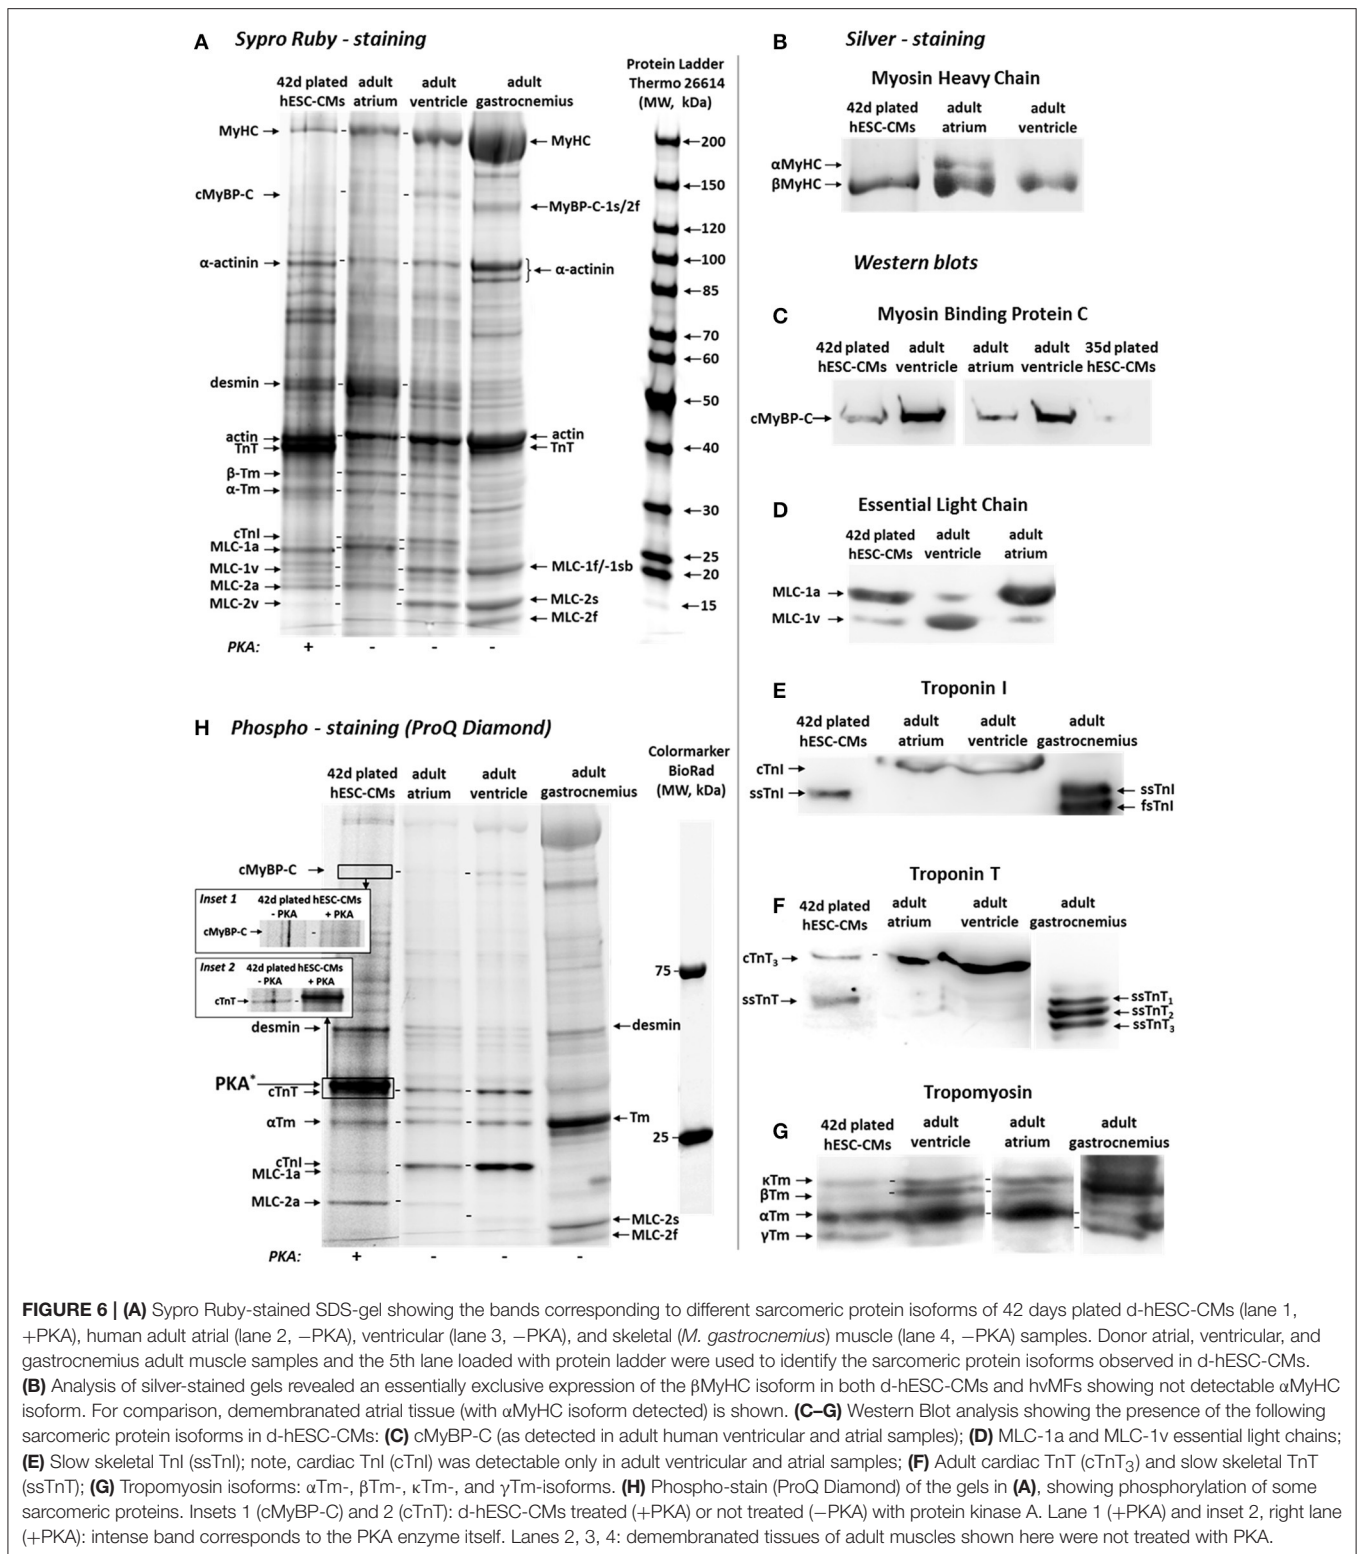 A Sypro Ruby - staining
42d plated hESC-CMs
adult atrium
adult ventricle
adult gastrocnemius
Protein Ladder
Thermo 26614
(MW, kDa)
MyHC
cMyBP-C
α-actinin
desmin
actin
TnT
β-Tm
α-Tm
cTnI
MLC-1a
MLC-1v
MLC-2a
MLC-2v
MyHC
MyBP-C-1s/2f
α-actinin
actin
TnT
MLC-1f/-1sb
MLC-2s
MLC-2f
200
150
120
100
85
70
60
50
40
30
25
20
15
PKA: + - - -
B Silver - staining
Myosin Heavy Chain
42d plated hESC-CMs
adult atrium
adult ventricle
αMyHC
βMyHC
Western blots
C Myosin Binding Protein C
42d plated hESC-CMs
adult ventricle
adult atrium
adult ventricle
35d plated hESC-CMs
cMyBP-C
D Essential Light Chain
42d plated hESC-CMs
adult ventricle
adult atrium
MLC-1a
MLC-1v
E Troponin I
42d plated hESC-CMs
adult atrium
adult ventricle
adult gastrocnemius
cTnI
ssTnI
ssTnI
fsTnI
F Troponin T
42d plated hESC-CMs
adult atrium
adult ventricle
adult gastrocnemius
cTnT3
ssTnT
ssTnT1
ssTnT2
ssTnT3
G Tropomyosin
42d plated hESC-CMs
adult ventricle
adult atrium
adult gastrocnemius
κTm
βTm
αTm
γTm
H Phospho - staining (ProQ Diamond)
42d plated hESC-CMs
adult atrium
adult ventricle
adult gastrocnemius
Colormarker
BioRad
(MW, kDa)
cMyBP-C
Inset 1 42d plated hESC-CMs
- PKA + PKA
cMyBP-C
Inset 2 42d plated hESC-CMs
- PKA + PKA
cTnT
desmin
PKA*
cTnT
αTm
cTnI
MLC-1a
MLC-2a
desmin
Tm
MLC-2s
MLC-2f
75
25
PKA: + - - -
FIGURE 6 | (A) Sypro Ruby-stained SDS-gel showing the bands corresponding to different sarcomeric protein isoforms of 42 days plated d-hESC-CMs (lane 1,
+PKA), human adult atrial (lane 2, −PKA), ventricular (lane 3, −PKA), and skeletal (M. gastrocnemius) muscle (lane 4, −PKA) samples. Donor atrial, ventricular, and
gastrocnemius adult muscle samples and the 5th lane loaded with protein ladder were used to identify the sarcomeric protein isoforms observed in d-hESC-CMs.
(B) Analysis of silver-stained gels revealed an essentially exclusive expression of the βMyHC isoform in both d-hESC-CMs and hvMFs showing not detectable αMyHC
isoform. For comparison, demembranated atrial tissue (with αMyHC isoform detected) is shown. (C–G) Western Blot analysis showing the presence of the following
sarcomeric protein isoforms in d-hESC-CMs: (C) cMyBP-C (as detected in adult human ventricular and atrial samples); (D) MLC-1a and MLC-1v essential light chains;
(E) Slow skeletal TnI (ssTnI); note, cardiac TnI (cTnI) was detectable only in adult ventricular and atrial samples; (F) Adult cardiac TnT (cTnT3) and slow skeletal TnT
(ssTnT); (G) Tropomyosin isoforms: αTm-, βTm-, κTm-, and γTm-isoforms. (H) Phospho-stain (ProQ Diamond) of the gels in (A), showing phosphorylation of some
sarcomeric proteins. Insets 1 (cMyBP-C) and 2 (cTnT): d-hESC-CMs treated (+PKA) or not treated (−PKA) with protein kinase A. Lane 1 (+PKA) and inset 2, right lane
(+PKA): intense band corresponds to the PKA enzyme itself. Lanes 2, 3, 4: demembranated tissues of adult muscles shown here were not treated with PKA.